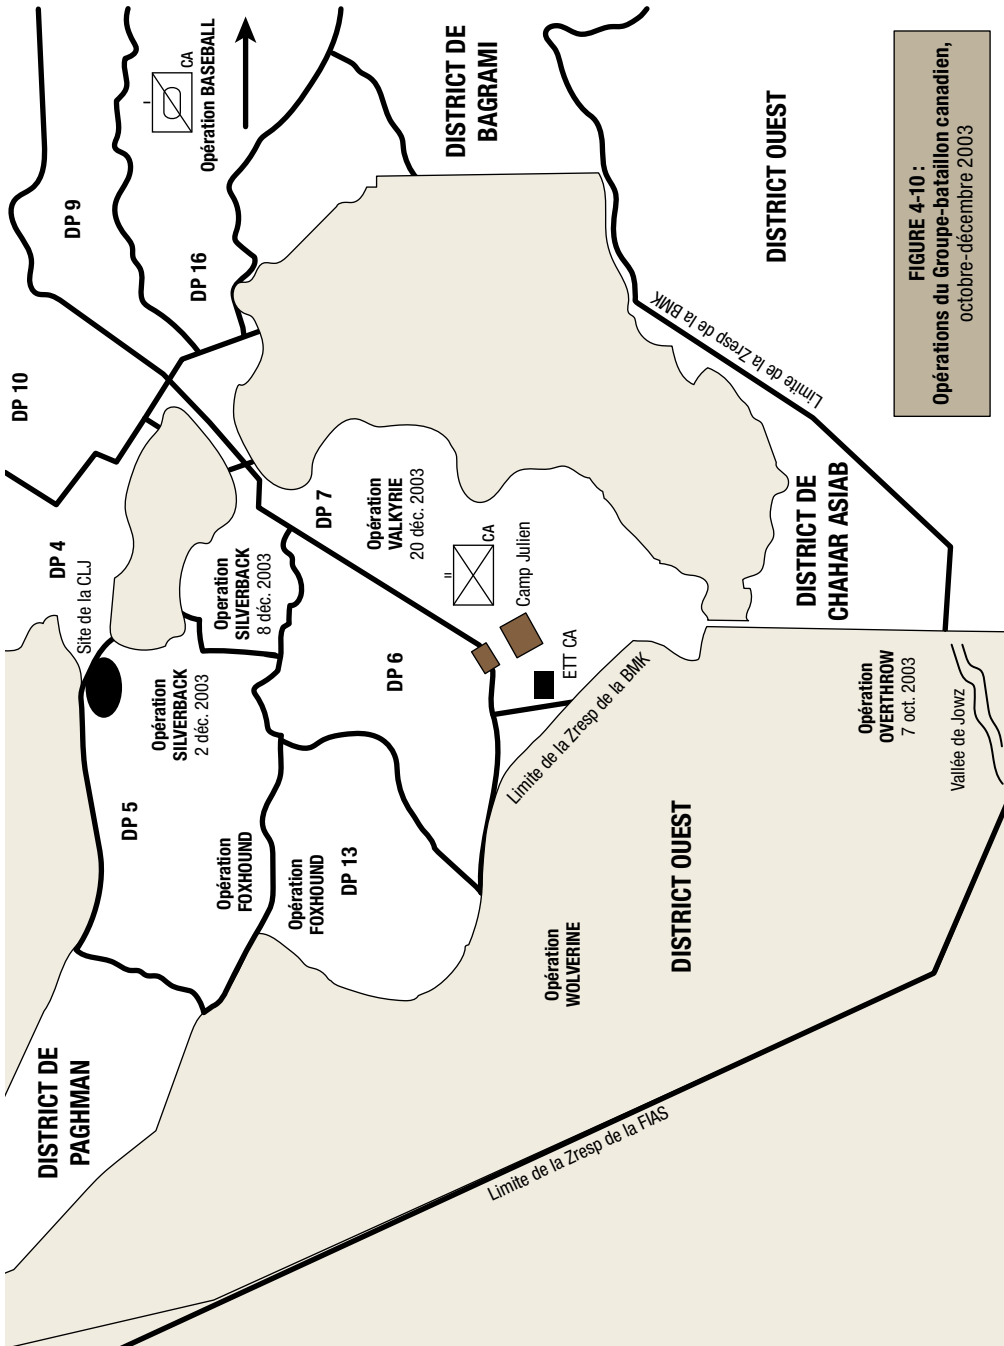 DISTRICT DE
PAGHMAN
DP 5
Opération
SILVERBACK
2 déc. 2003
Site de la CLJ
DP 4
DP 10
DP 9
I
CA
Opération BASEBALL
DP 16
Operation
SILVERBACK
8 déc. 2003
Opération
FOXHOUND
Opération
FOXHOUND
DP 13
DP 6
DP 7
Opération
VALKYRIE
20 déc. 2003
II
CA
Camp Julien
ETT CA
DISTRICT DE
BAGRAMI
Limite de la Zresp de la BMK
Limite de la Zresp de la BMK
Opération
WOLVERINE
DISTRICT OUEST
Limite de la Zresp de la FIAS
DISTRICT OUEST
DISTRICT DE
CHAHAR ASIAB
Opération
OVERTHROW
7 oct. 2003
Vallée de Jowz
FIGURE 4-10 :
Opérations du Groupe-bataillon canadien,
octobre-décembre 2003